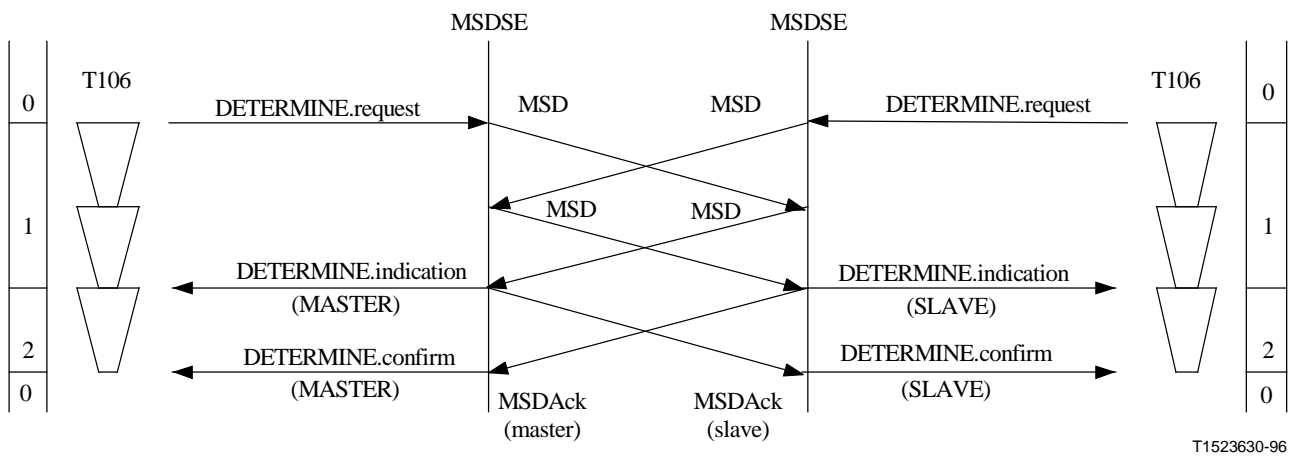 MSDSE MSDSE
T106 T106
0 DETERMINE.request MSD MSD DETERMINE.request 0
1 MSD MSD 1
DETERMINE.indication DETERMINE.indication
(MASTER) (SLAVE)
2 DETERMINE.confirm DETERMINE.confirm 2
(MASTER) (SLAVE)
0 0
MSDAck MSDAck
(master) (slave)
T1523630-96